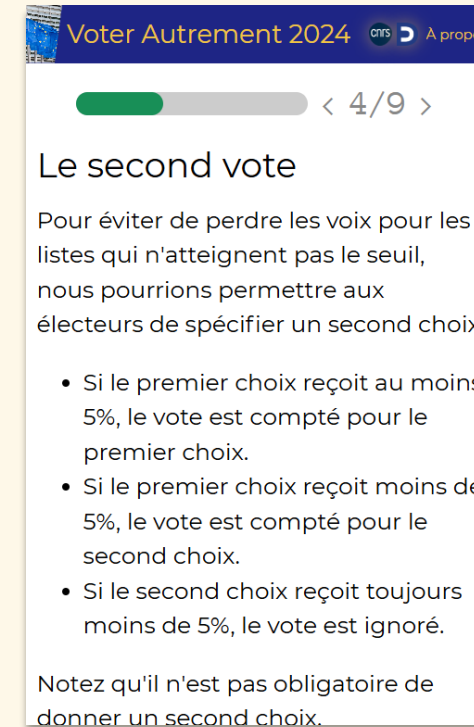 Voter Autrement 2024 cnrs D À prop
< 4/9 >
Le second vote
Pour éviter de perdre les voix pour les
listes qui n'atteignent pas le seuil,
nous pourrions permettre aux
électeurs de spécifier un second choix
• Si le premier choix reçoit au moins
5%, le vote est compté pour le
premier choix.
• Si le premier choix reçoit moins de
5%, le vote est compté pour le
second choix.
• Si le second choix reçoit toujours
moins de 5%, le vote est ignoré.
Notez qu'il n'est pas obligatoire de
donner un second choix.